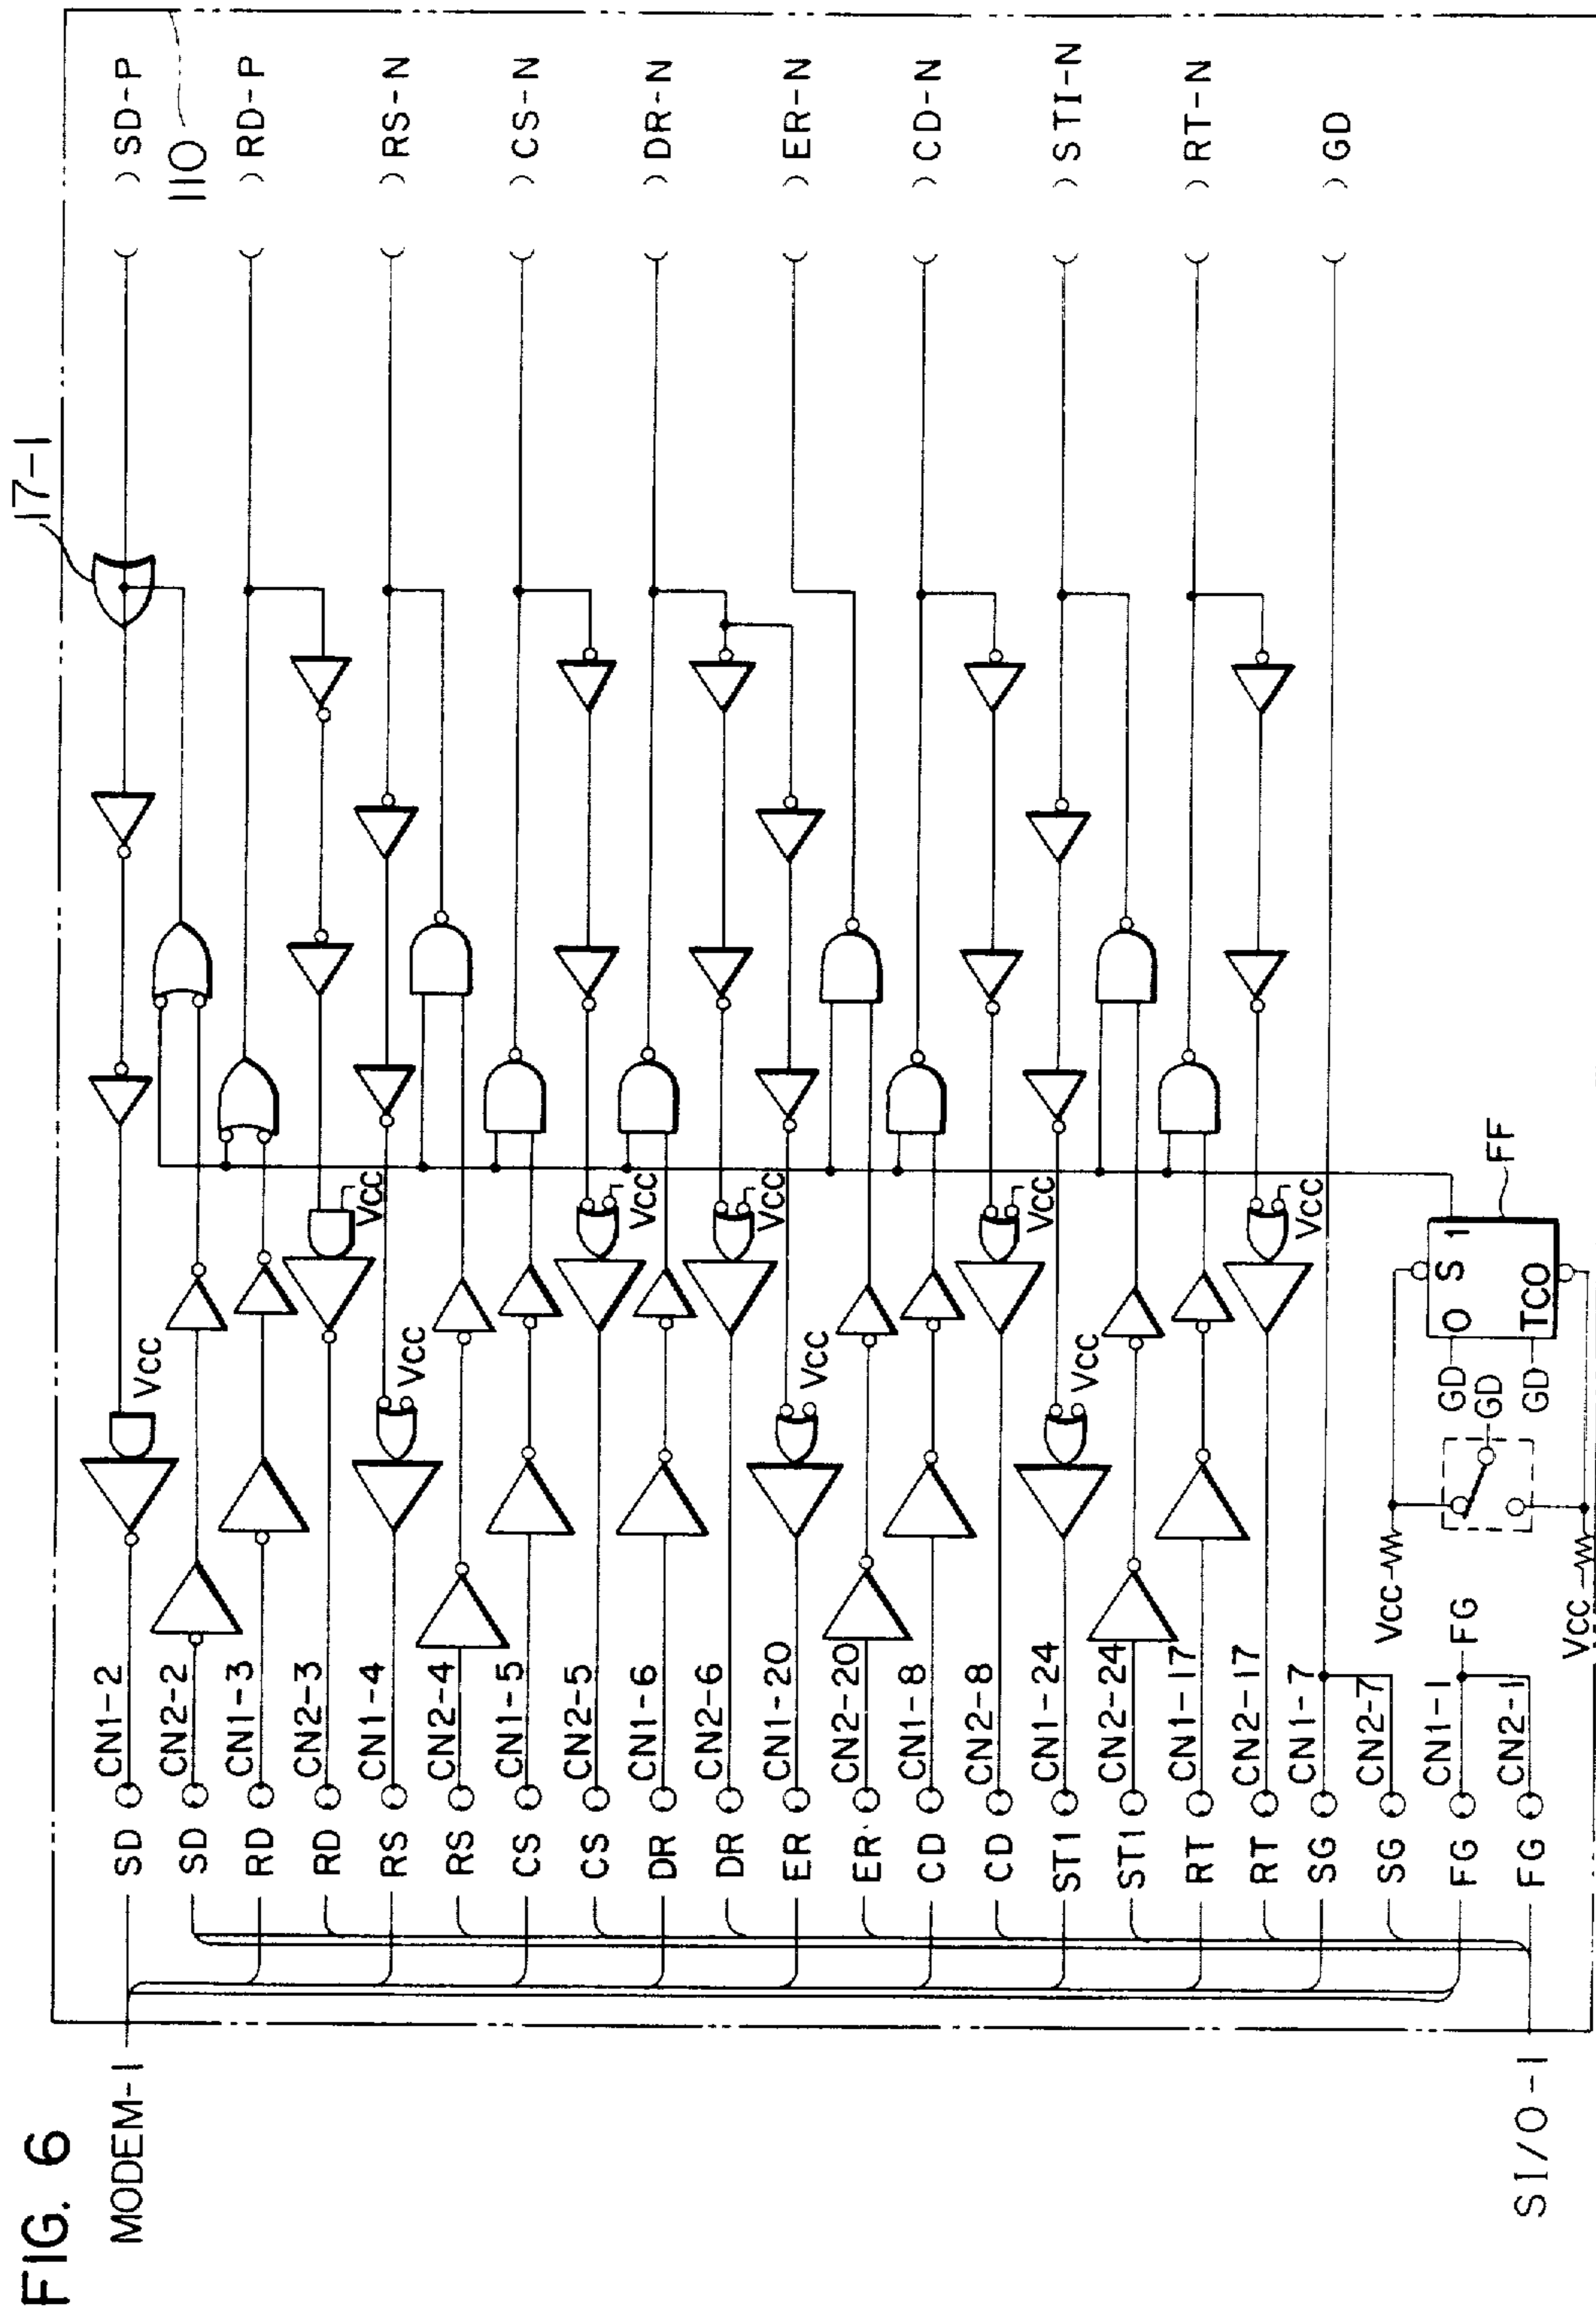 FIG. 6
MODEM-1
SI/O-1
SD CN1-2
SD CN2-2
RD CN1-3
RD CN2-3
RS CN1-4
RS CN2-4
CS CN1-5
CS CN2-5
DR CN1-6
DR CN2-6
ER CN1-20
ER CN2-20
CD CN1-8
CD CN2-8
ST1 CN1-24
ST1 CN2-24
RT CN1-17
RT CN2-17
SG CN1-7
SG CN2-7
FG CN1-1
FG CN2-1
FG
Vcc
Vcc
Vcc
Vcc
Vcc
Vcc
Vcc
Vcc
Vcc
Vcc
Vcc
GD
GD
GD
O S 1
TCO
FF
17-1
110
SD-P
RD-P
RS-N
CS-N
DR-N
ER-N
CD-N
STI-N
RT-N
GD